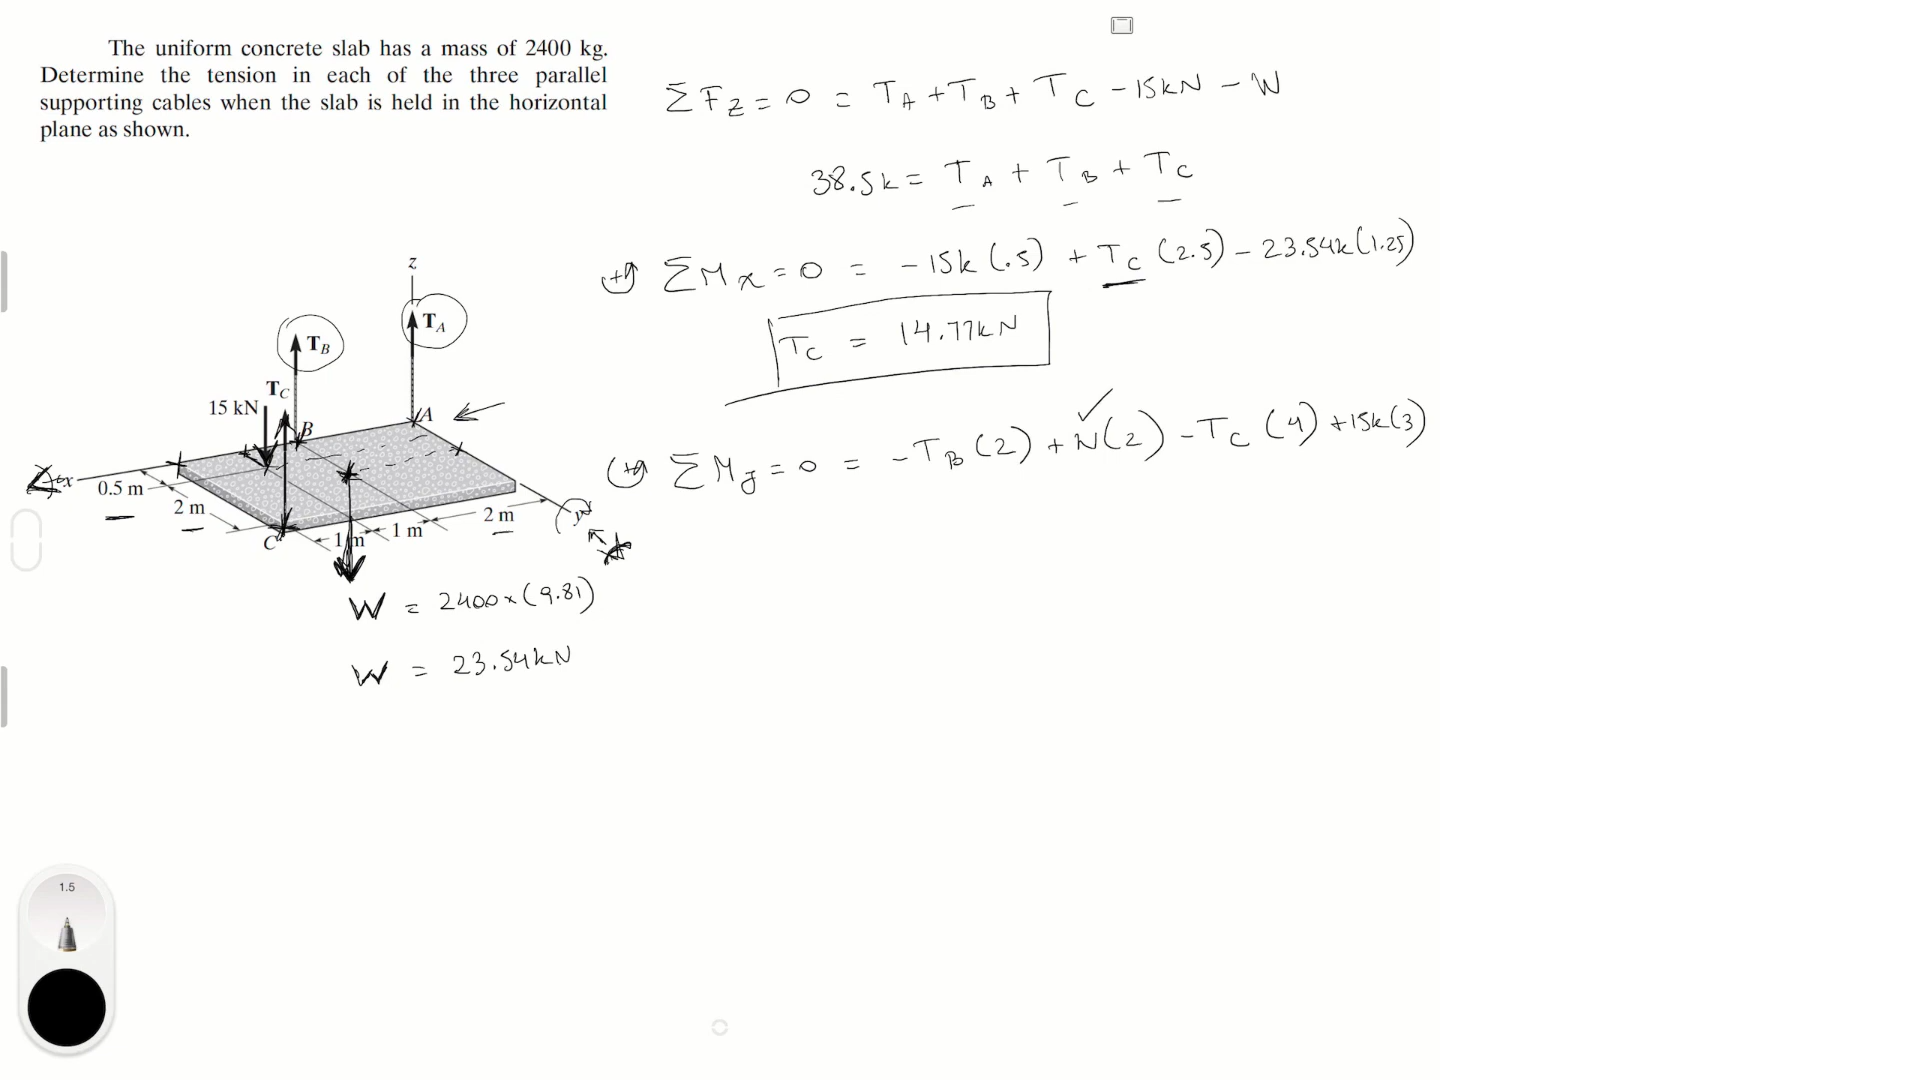 The uniform concrete slab has a mass of 2400 kg.
Determine the tension in each of the three parallel
supporting cables when the slab is held in the horizontal
plane as shown.
ΣFz = 0 = TA + TB + TC - 15kN - W
38.5k = TA + TB + TC
ΣMx = 0 = -15k(.5) + TC(2.5) - 23.54k(1.25)
TC = 14.77kN
ΣMy = 0 = -TB(2) + W(2) - TC(4) + 15k(3)
z
TA
TB
TC
15 kN
A
B
x
0.5 m
2 m
2 m
y
1 m
1 m
C
W = 2400×(9.81)
W = 23.54kN
1.5